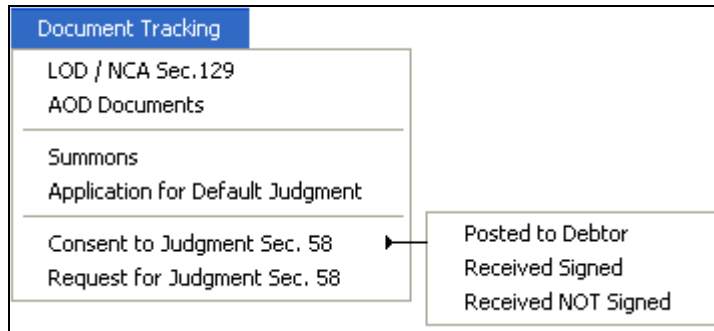 Document Tracking
LOD / NCA Sec.129
AOD Documents
Summons
Application for Default Judgment
Consent to Judgment Sec. 58
Request for Judgment Sec. 58
Posted to Debtor
Received Signed
Received NOT Signed